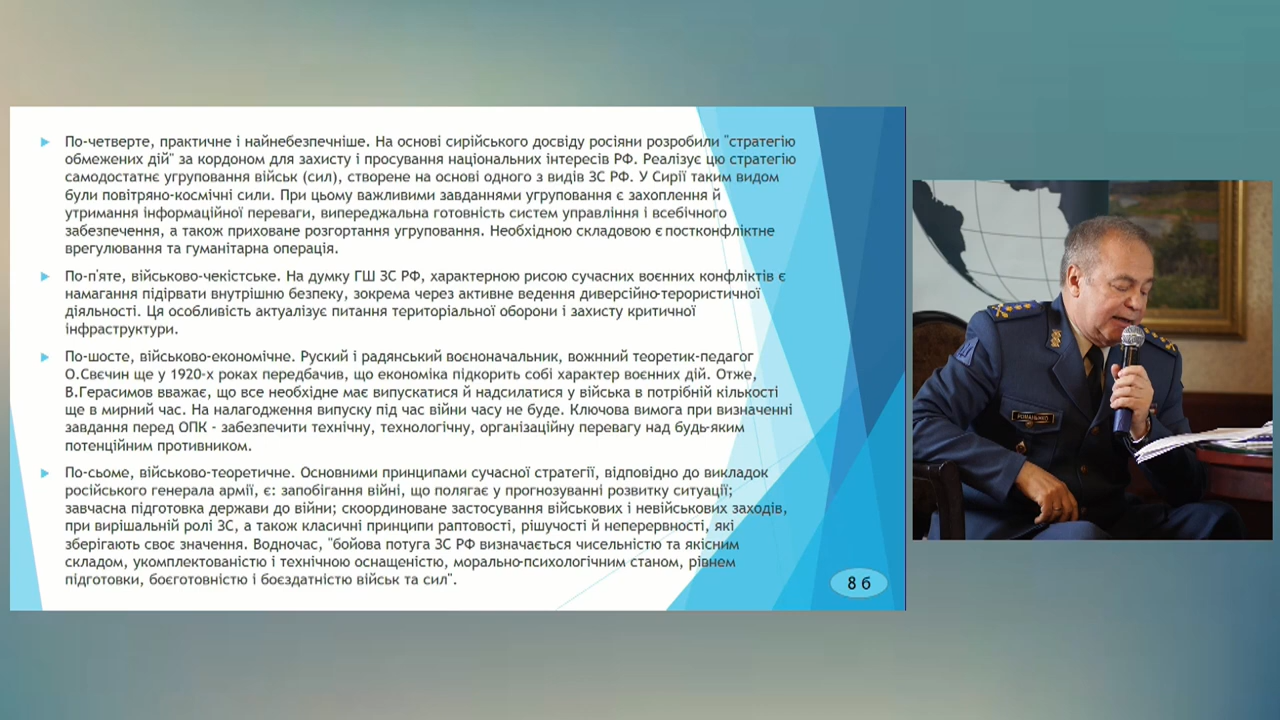 По-четверте, практичне і найнебезпечніше. На основі сирійського досвіду росіяни розробили "стратегію
обмежених дій" за кордоном для захисту і просування національних інтересів РФ. Реалізує цю стратегію
самодостатнє угруповання військ (сил), створене на основі одного з видів ЗС РФ. У Сирії таким видом
були повітряно-космічні сили. При цьому важливими завданнями угруповання є захоплення й
утримання інформаційної переваги, випереджальна готовність систем управління і всебічного
забезпечення, а також приховане розгортання угруповання. Необхідною складовою є постконфліктне
врегулювання та гуманітарна операція.
По-п'яте, військово-чекістське. На думку ГШ ЗС РФ, характерною рисою сучасних воєнних конфліктів є
намагання підірвати внутрішню безпеку, зокрема через активне ведення диверсійно-терористичної
діяльності. Ця особливість актуалізує питання територіальної оборони і захисту критичної
інфраструктури.
По-шосте, військово-економічне. Руский і радянський воєноначальник, вожнний теоретик-педагог
О.Свєчин ще у 1920-х роках передбачив, що економіка підкорить собі характер воєнних дій. Отже,
В.Герасимов вважає, що все необхідне має випускатися й надсилатися у війська в потрібній кількості
ще в мирний час. На налагодження випуску під час війни часу не буде. Ключова вимога при визначенні
завдання перед ОПК - забезпечити технічну, технологічну, організаційну перевагу над будь-яким
потенційним противником.
По-сьоме, військово-теоретичне. Основними принципами сучасної стратегії, відповідно до викладок
російського генерала армії, є: запобігання війні, що полягає у прогнозуванні розвитку ситуації;
завчасна підготовка держави до війни; скоординоване застосування військових і невійськових заходів,
при вирішальній ролі ЗС, а також класичні принципи раптовості, рішучості й неперервності, які
зберігають своє значення. Водночас, "бойова потуга ЗС РФ визначається чисельністю та якісним
складом, укомплектованістю і технічною оснащеністю, морально-психологічним станом, рівнем
підготовки, боєготовністю і боєздатністю військ та сил".
8 б
РОМАНЕНКО